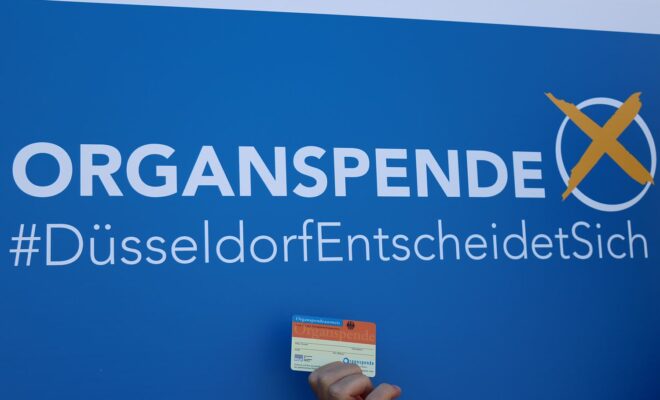 ORGANSPENDE
#DüsseldorfEntscheidetSich
Organspendeausweis
Organspende
Organspende